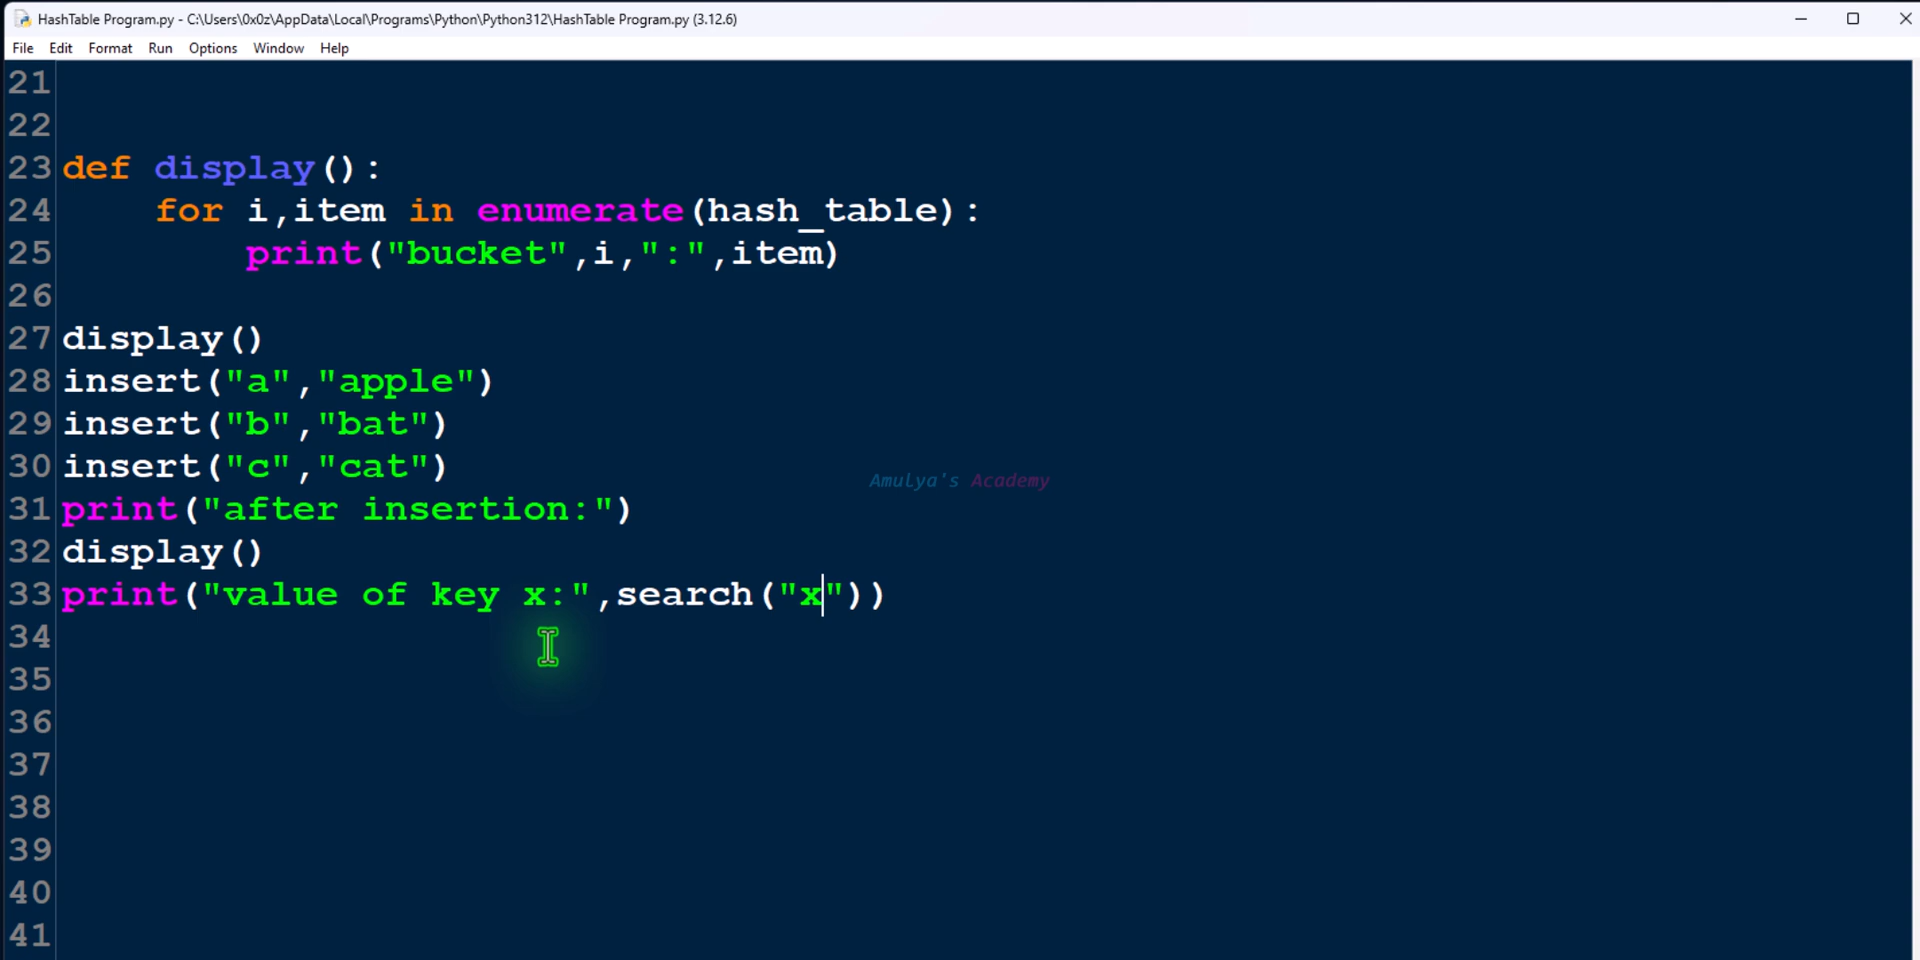 HashTable Program.py - C:\Users\0x0z\AppData\Local\Programs\Python\Python312\HashTable Program.py (3.12.6)
File Edit Format Run Options Window Help
21
22
23 def display():
24     for i,item in enumerate(hash_table):
25         print("bucket",i,":",item)
26
27 display()
28 insert("a","apple")
29 insert("b","bat")
30 insert("c","cat")
Amulya's Academy
31 print("after insertion:")
32 display()
33 print("value of key x:",search("x"))
34
35
36
37
38
39
40
41